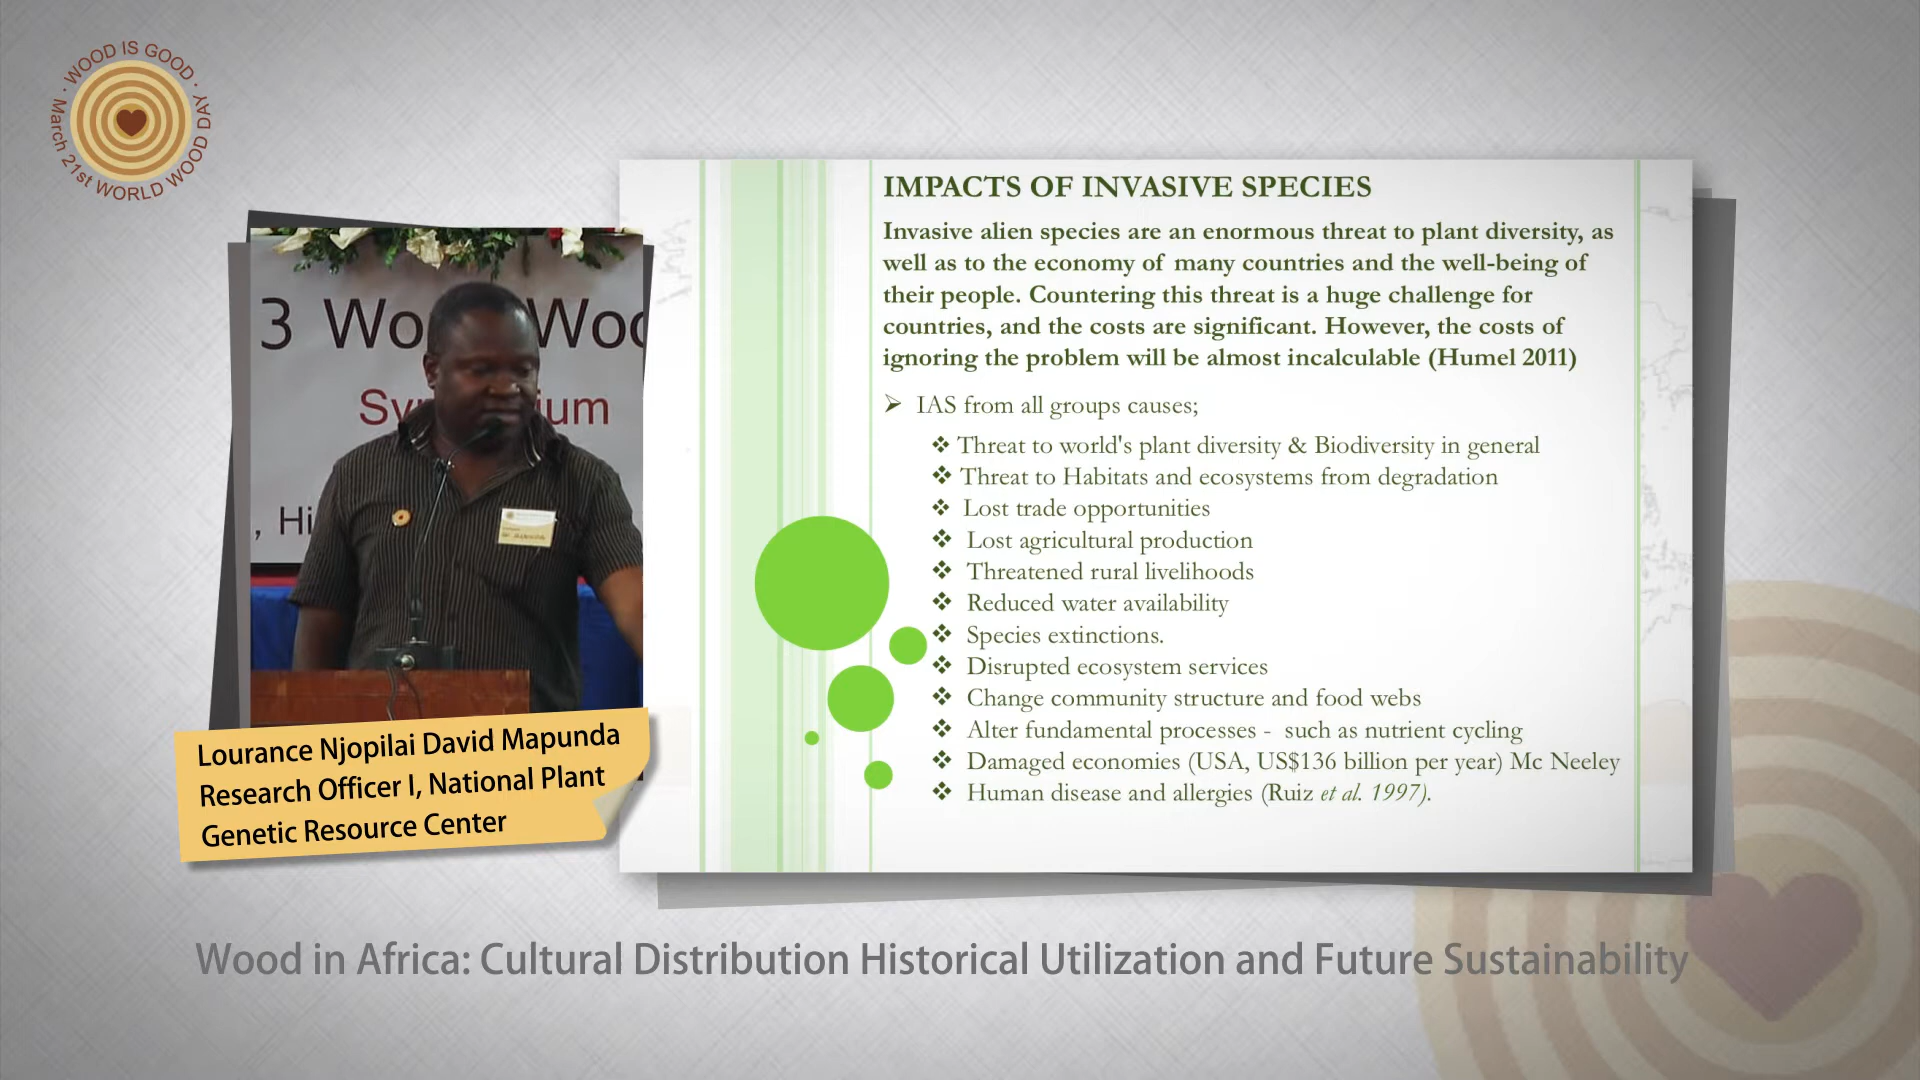 · WOOD IS GOOD ·
March 21st WORLD WOOD DAY
3 Wo Woo
Sy ium
, Hi
Lourance Njopilai David Mapunda
Research Officer I, National Plant
Genetic Resource Center
IMPACTS OF INVASIVE SPECIES
Invasive alien species are an enormous threat to plant diversity, as
well as to the economy of many countries and the well-being of
their people. Countering this threat is a huge challenge for
countries, and the costs are significant. However, the costs of
ignoring the problem will be almost incalculable (Humel 2011)
➢ IAS from all groups causes;
❖ Threat to world's plant diversity & Biodiversity in general
❖ Threat to Habitats and ecosystems from degradation
❖ Lost trade opportunities
❖ Lost agricultural production
❖ Threatened rural livelihoods
❖ Reduced water availability
❖ Species extinctions.
❖ Disrupted ecosystem services
❖ Change community structure and food webs
❖ Alter fundamental processes - such as nutrient cycling
❖ Damaged economies (USA, US$136 billion per year) Mc Neeley
❖ Human disease and allergies (Ruiz et al. 1997).
Wood in Africa: Cultural Distribution Historical Utilization and Future Sustainability